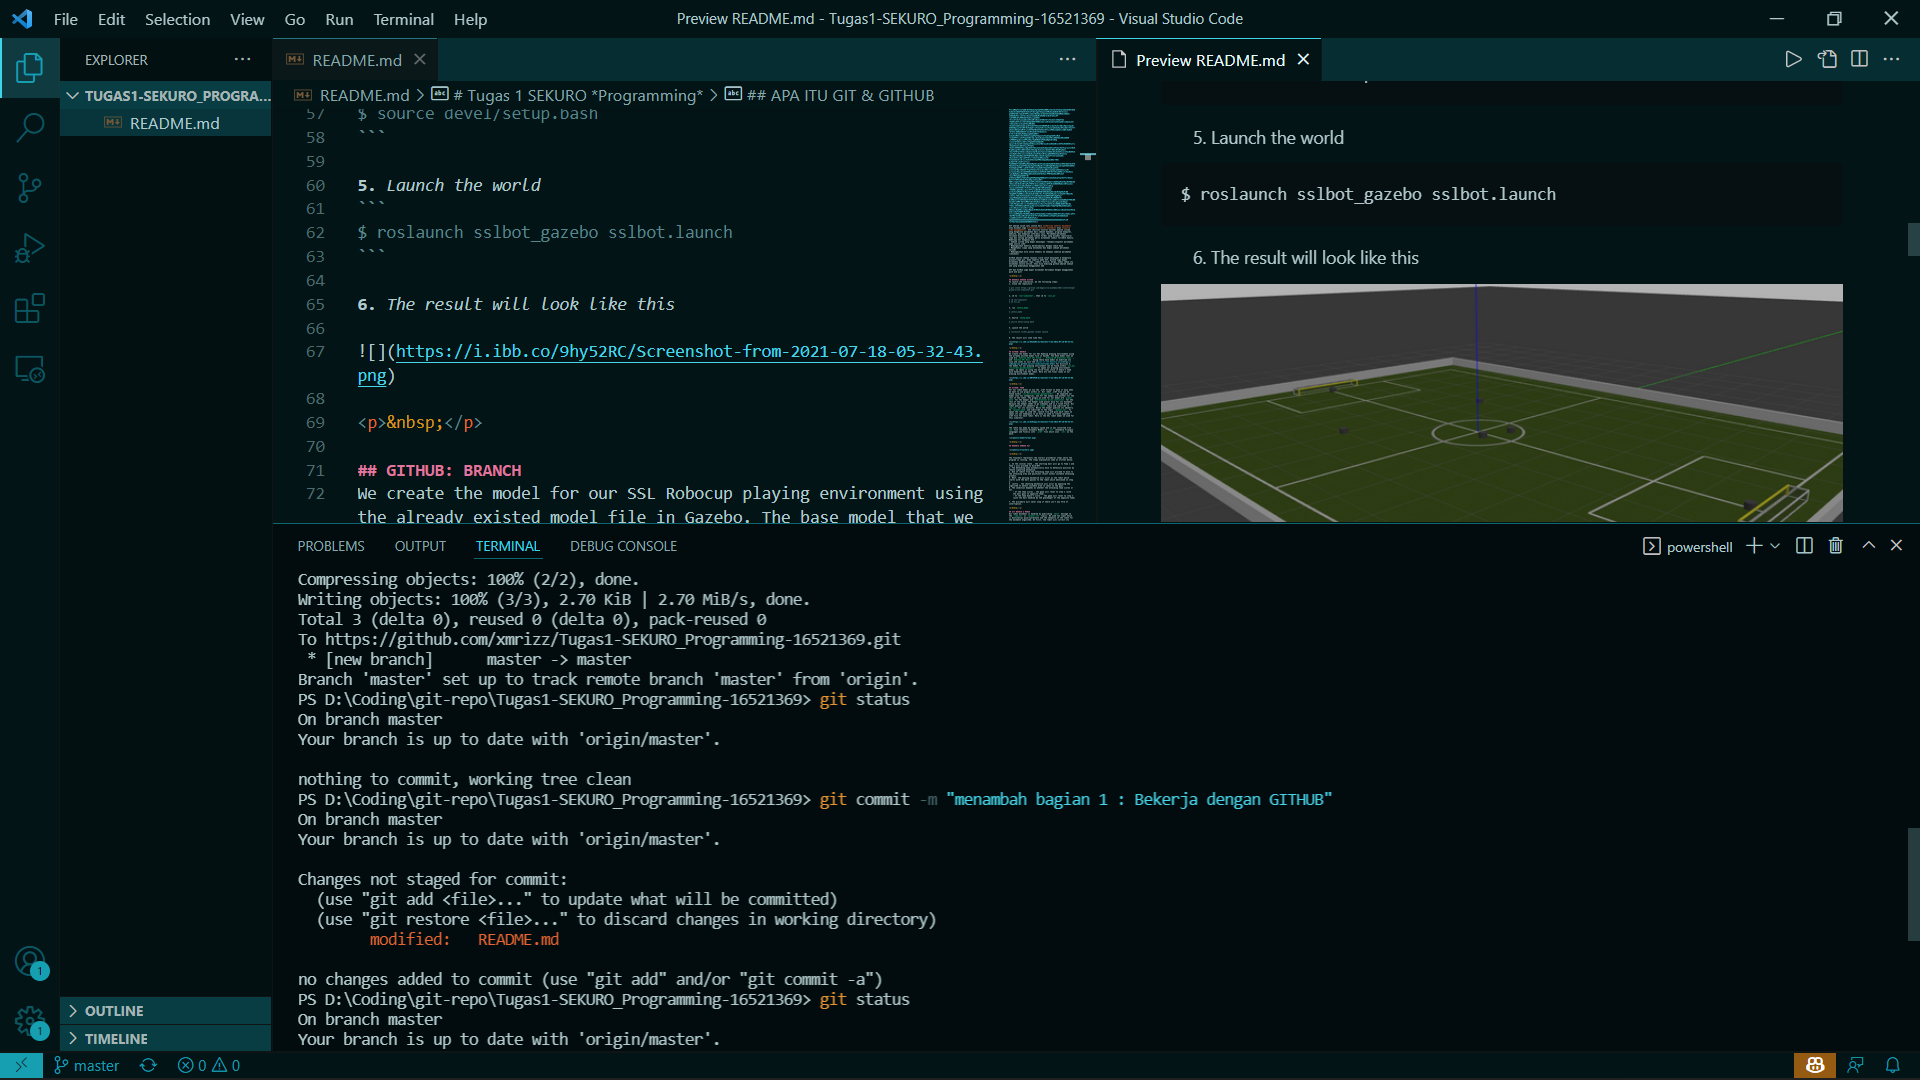 File Edit Selection View Go Run Terminal Help
Preview README.md - Tugas1-SEKURO_Programming-16521369 - Visual Studio Code
EXPLORER
TUGAS1-SEKURO_PROGRA...
README.md
OUTLINE
TIMELINE
README.md
README.md > # Tugas 1 SEKURO *Programming* > ## APA ITU GIT & GITHUB
57 $ source devel/setup.bash
58 ```
59
60 5. Launch the world
61 ```
62 $ roslaunch sslbot_gazebo sslbot.launch
63 ```
64
65 6. The result will look like this
66
67 ![](https://i.ibb.co/9hy52RC/Screenshot-from-2021-07-18-05-32-43.
png)
68
69 <p>&nbsp;</p>
70
71 ## GITHUB: BRANCH
72 We create the model for our SSL Robocup playing environment using
the already existed model file in Gazebo. The base model that we
Preview README.md
5. Launch the world
$ roslaunch sslbot_gazebo sslbot.launch
6. The result will look like this
PROBLEMS OUTPUT TERMINAL DEBUG CONSOLE
powershell
Compressing objects: 100% (2/2), done.
Writing objects: 100% (3/3), 2.70 KiB | 2.70 MiB/s, done.
Total 3 (delta 0), reused 0 (delta 0), pack-reused 0
To https://github.com/xmrizz/Tugas1-SEKURO_Programming-16521369.git
* [new branch] master -> master
Branch 'master' set up to track remote branch 'master' from 'origin'.
PS D:\Coding\git-repo\Tugas1-SEKURO_Programming-16521369> git status
On branch master
Your branch is up to date with 'origin/master'.
nothing to commit, working tree clean
PS D:\Coding\git-repo\Tugas1-SEKURO_Programming-16521369> git commit -m "menambah bagian 1 : Bekerja dengan GITHUB"
On branch master
Your branch is up to date with 'origin/master'.
Changes not staged for commit:
(use "git add <file>..." to update what will be committed)
(use "git restore <file>..." to discard changes in working directory)
modified: README.md
no changes added to commit (use "git add" and/or "git commit -a")
PS D:\Coding\git-repo\Tugas1-SEKURO_Programming-16521369> git status
On branch master
Your branch is up to date with 'origin/master'.
1
1
master 0 0